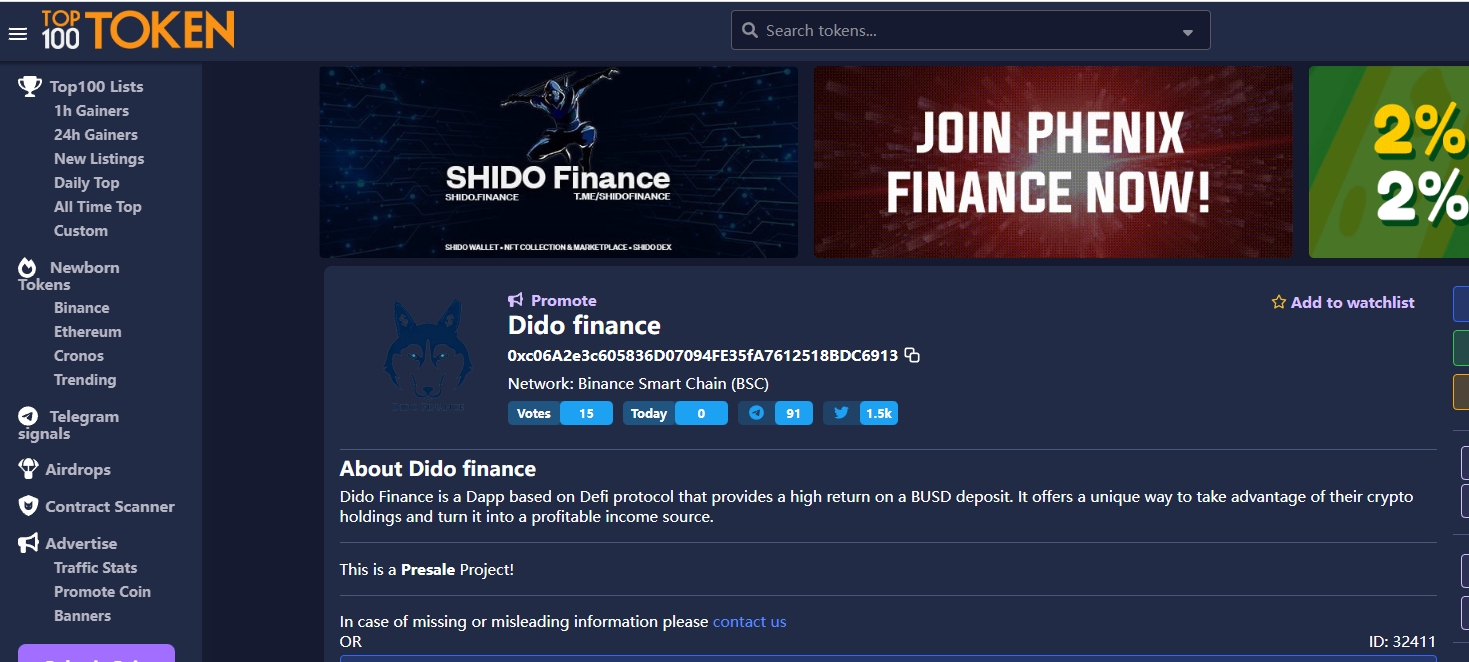 TOP
100 TOKEN
Search tokens...
Top100 Lists
1h Gainers
24h Gainers
New Listings
Daily Top
All Time Top
Custom
Newborn
Tokens
Binance
Ethereum
Cronos
Trending
Telegram
signals
Airdrops
Contract Scanner
Advertise
Traffic Stats
Promote Coin
Banners
SHIDO Finance
SHIDO.FINANCE T.ME/SHIDOFINANCE
SHIDO WALLET • NFT COLLECTION & MARKETPLACE • SHIDO DEX
JOIN PHENIX
FINANCE NOW!
2%
2%
Promote
Add to watchlist
Dido finance
0xc06A2e3c605836D07094FE35fA7612518BDC6913
Network: Binance Smart Chain (BSC)
Votes 15 Today 0 91 1.5k
About Dido finance
Dido Finance is a Dapp based on Defi protocol that provides a high return on a BUSD deposit. It offers a unique way to take advantage of their crypto
holdings and turn it into a profitable income source.
This is a Presale Project!
In case of missing or misleading information please contact us
OR
ID: 32411